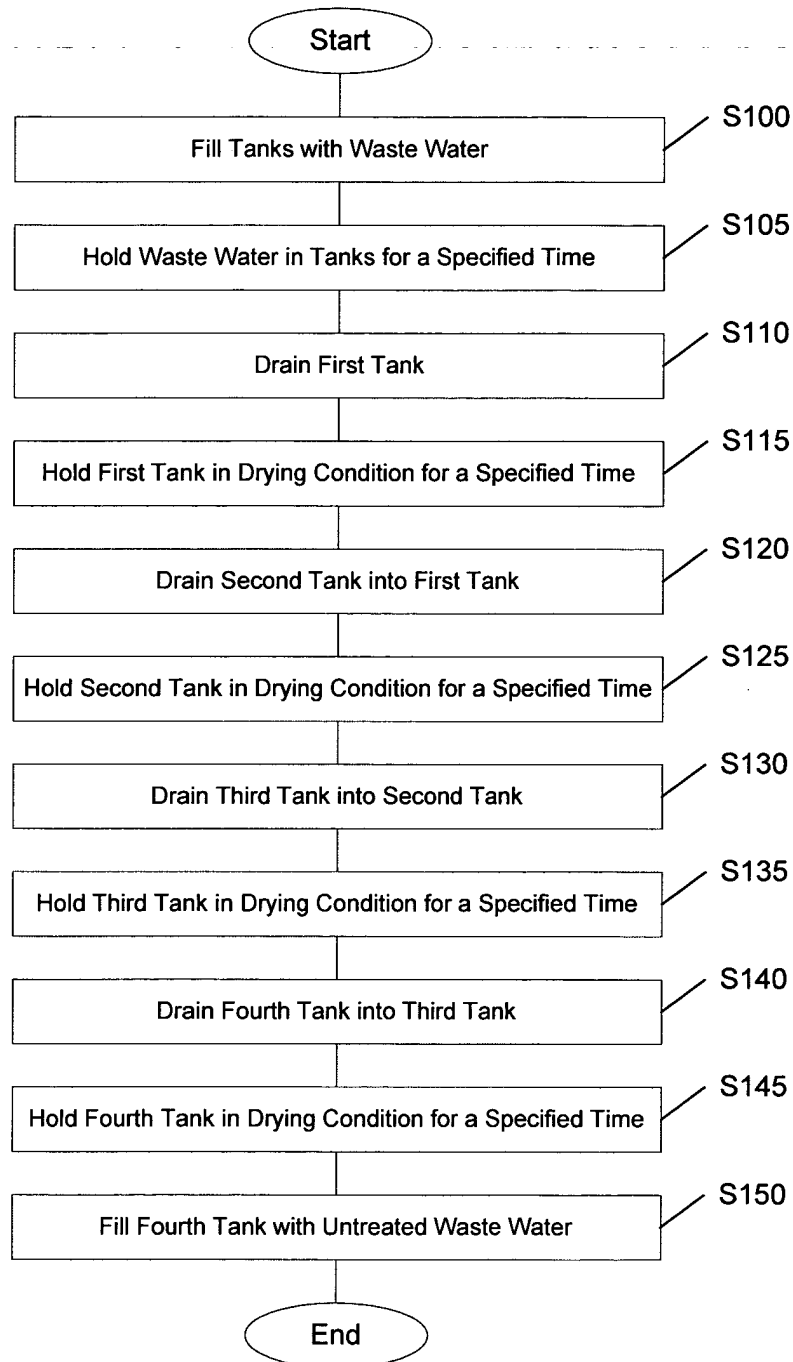 Start
S100
Fill Tanks with Waste Water
S105
Hold Waste Water in Tanks for a Specified Time
S110
Drain First Tank
S115
Hold First Tank in Drying Condition for a Specified Time
S120
Drain Second Tank into First Tank
S125
Hold Second Tank in Drying Condition for a Specified Time
S130
Drain Third Tank into Second Tank
S135
Hold Third Tank in Drying Condition for a Specified Time
S140
Drain Fourth Tank into Third Tank
S145
Hold Fourth Tank in Drying Condition for a Specified Time
S150
Fill Fourth Tank with Untreated Waste Water
End